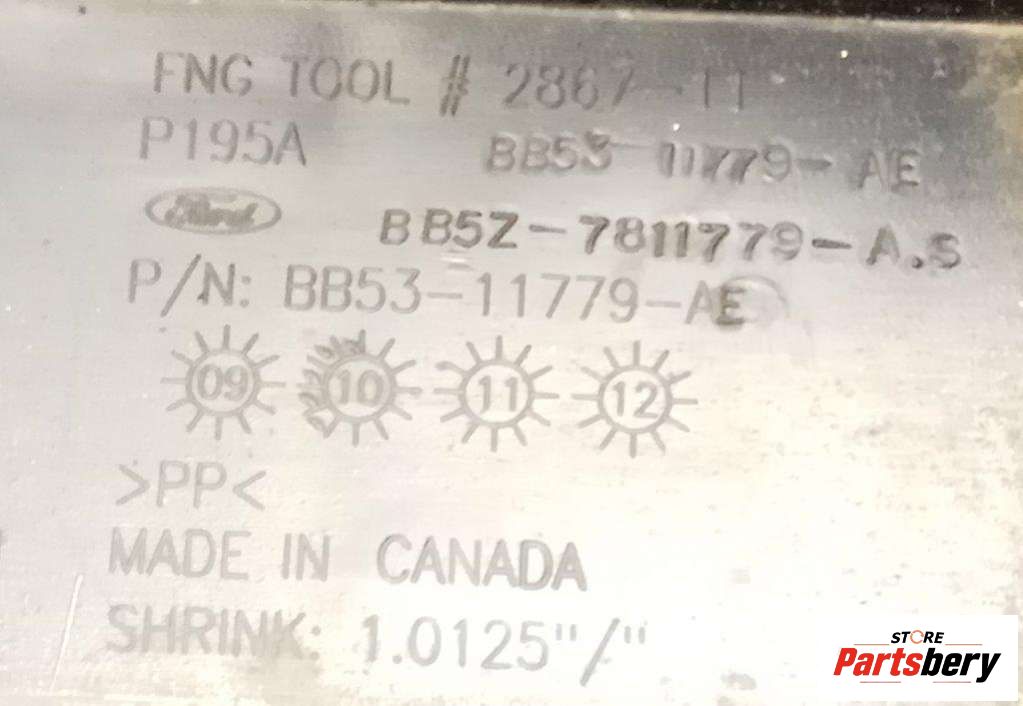 FNG TOOL # 2867-11
P195A BB53 11779-AE
Ford
BB5Z-7811779-A.S
P/N: BB53-11779-AE
09 10 11 12
>PP<
MADE IN CANADA
SHRINK: 1.0125"/"
STORE
Partsbery